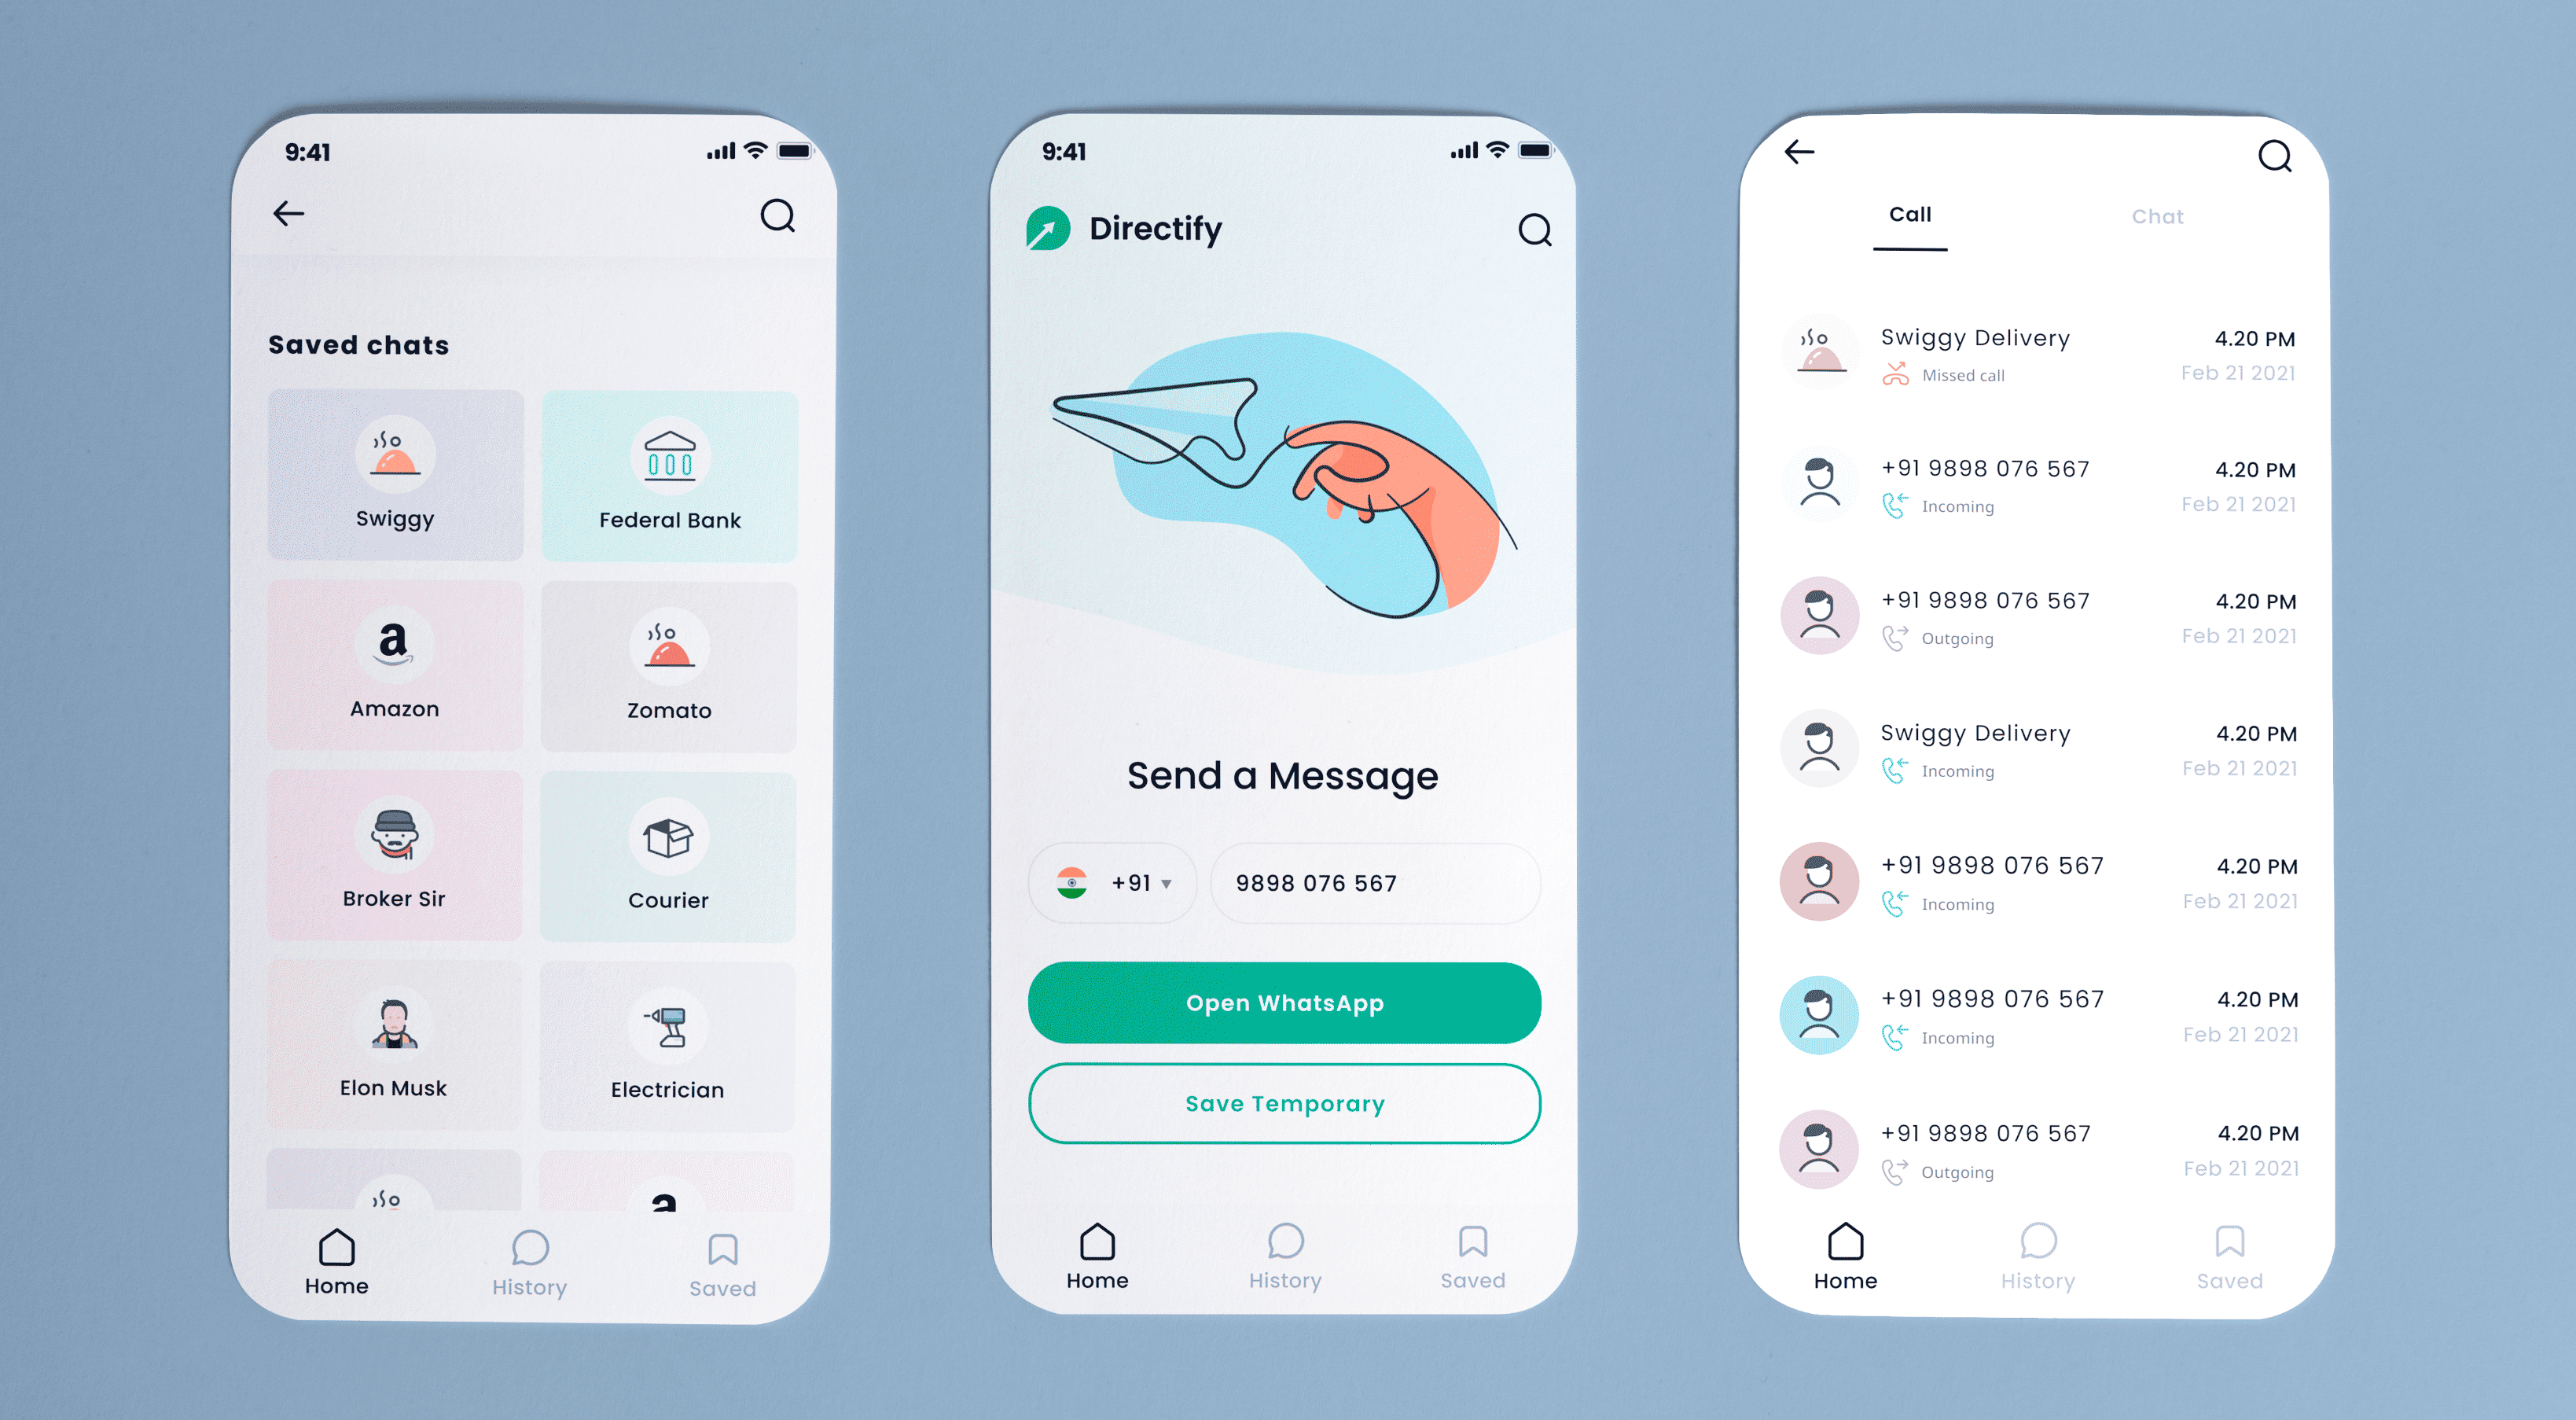 9:41
Saved chats
Swiggy
Federal Bank
Amazon
Zomato
Broker Sir
Courier
Elon Musk
Electrician
a
Home
History
Saved
9:41
Directify
Send a Message
+91
9898 076 567
Open WhatsApp
Save Temporary
Home
History
Saved
Call
Chat
Swiggy Delivery
4.20 PM
Missed call
Feb 21 2021
+91 9898 076 567
4.20 PM
Incoming
Feb 21 2021
+91 9898 076 567
4.20 PM
Outgoing
Feb 21 2021
Swiggy Delivery
4.20 PM
Incoming
Feb 21 2021
+91 9898 076 567
4.20 PM
Incoming
Feb 21 2021
+91 9898 076 567
4.20 PM
Incoming
Feb 21 2021
+91 9898 076 567
4.20 PM
Outgoing
Feb 21 2021
Home
History
Saved